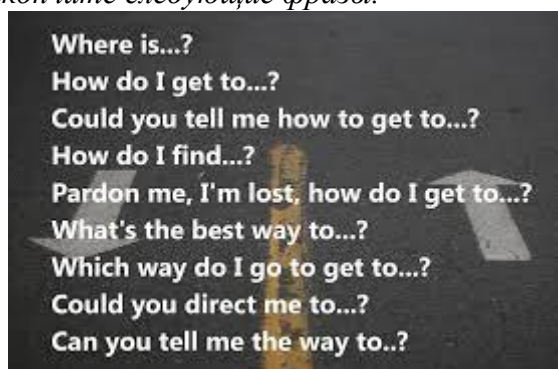 кончите следующие фразы:
Where is...?
How do I get to...?
Could you tell me how to get to...?
How do I find...?
Pardon me, I'm lost, how do I get to...?
What's the best way to...?
Which way do I go to get to...?
Could you direct me to...?
Can you tell me the way to..?